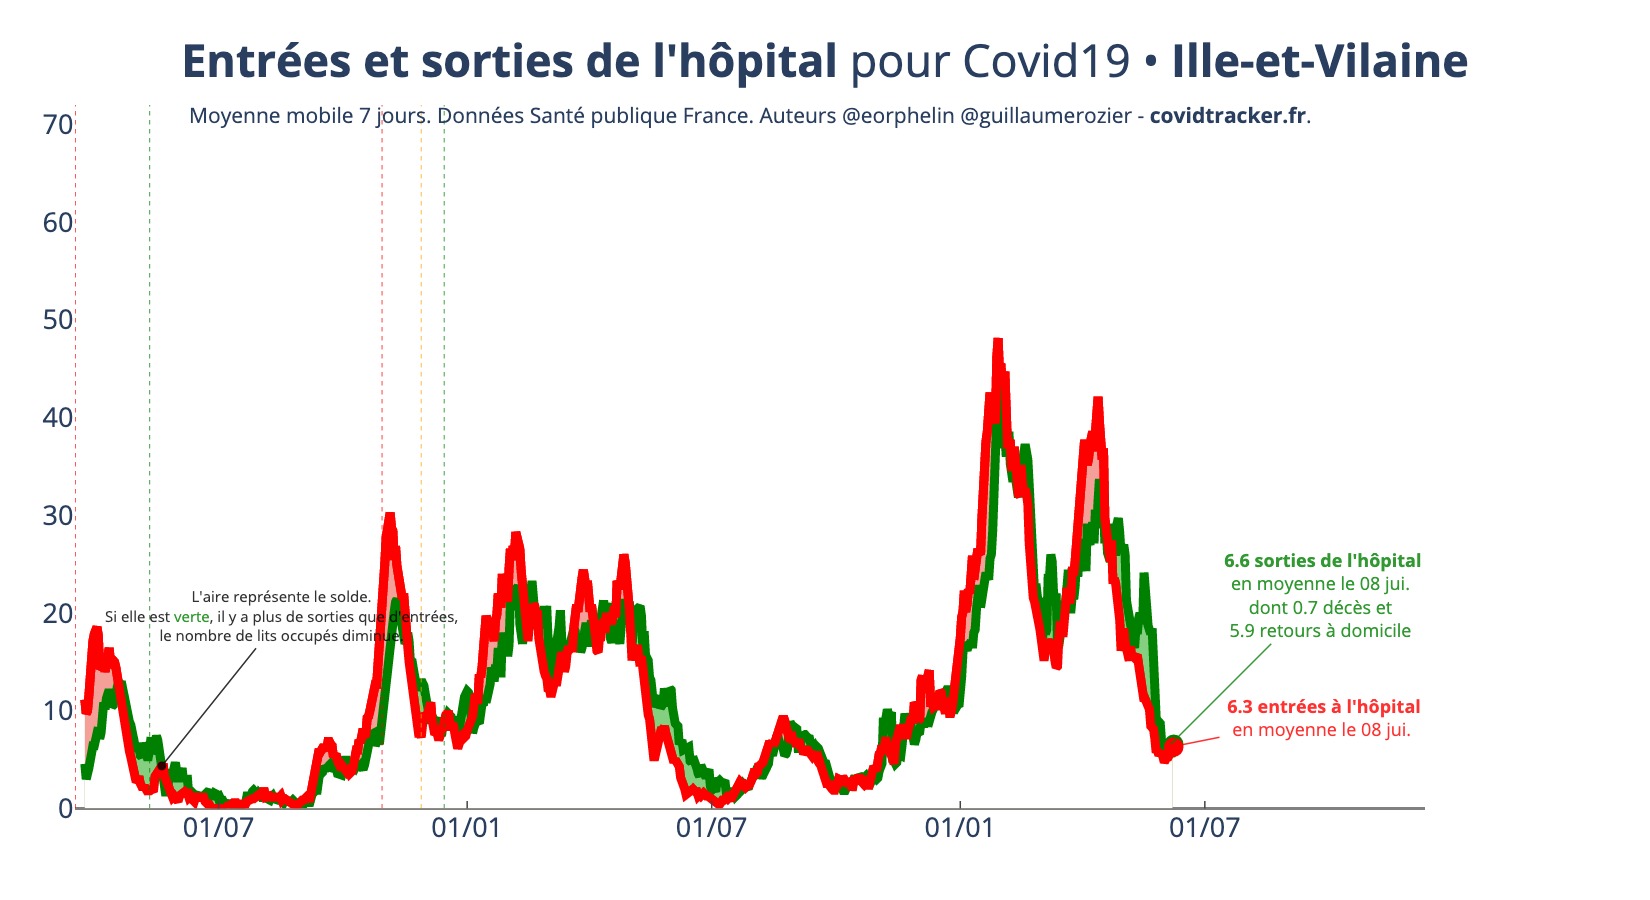 Entrées et sorties de l'hôpital pour Covid19 • Ille-et-Vilaine
Moyenne mobile 7 jours. Données Santé publique France. Auteurs @eorphelin @guillaumerozier - covidtracker.fr.
70
60
50
40
30
20
10
0
L'aire représente le solde.
Si elle est verte, il y a plus de sorties que d'entrées,
le nombre de lits occupés diminue.
6.6 sorties de l'hôpital
en moyenne le 08 jui.
dont 0.7 décès et
5.9 retours à domicile
6.3 entrées à l'hôpital
en moyenne le 08 jui.
01/07 01/01 01/07 01/01 01/07